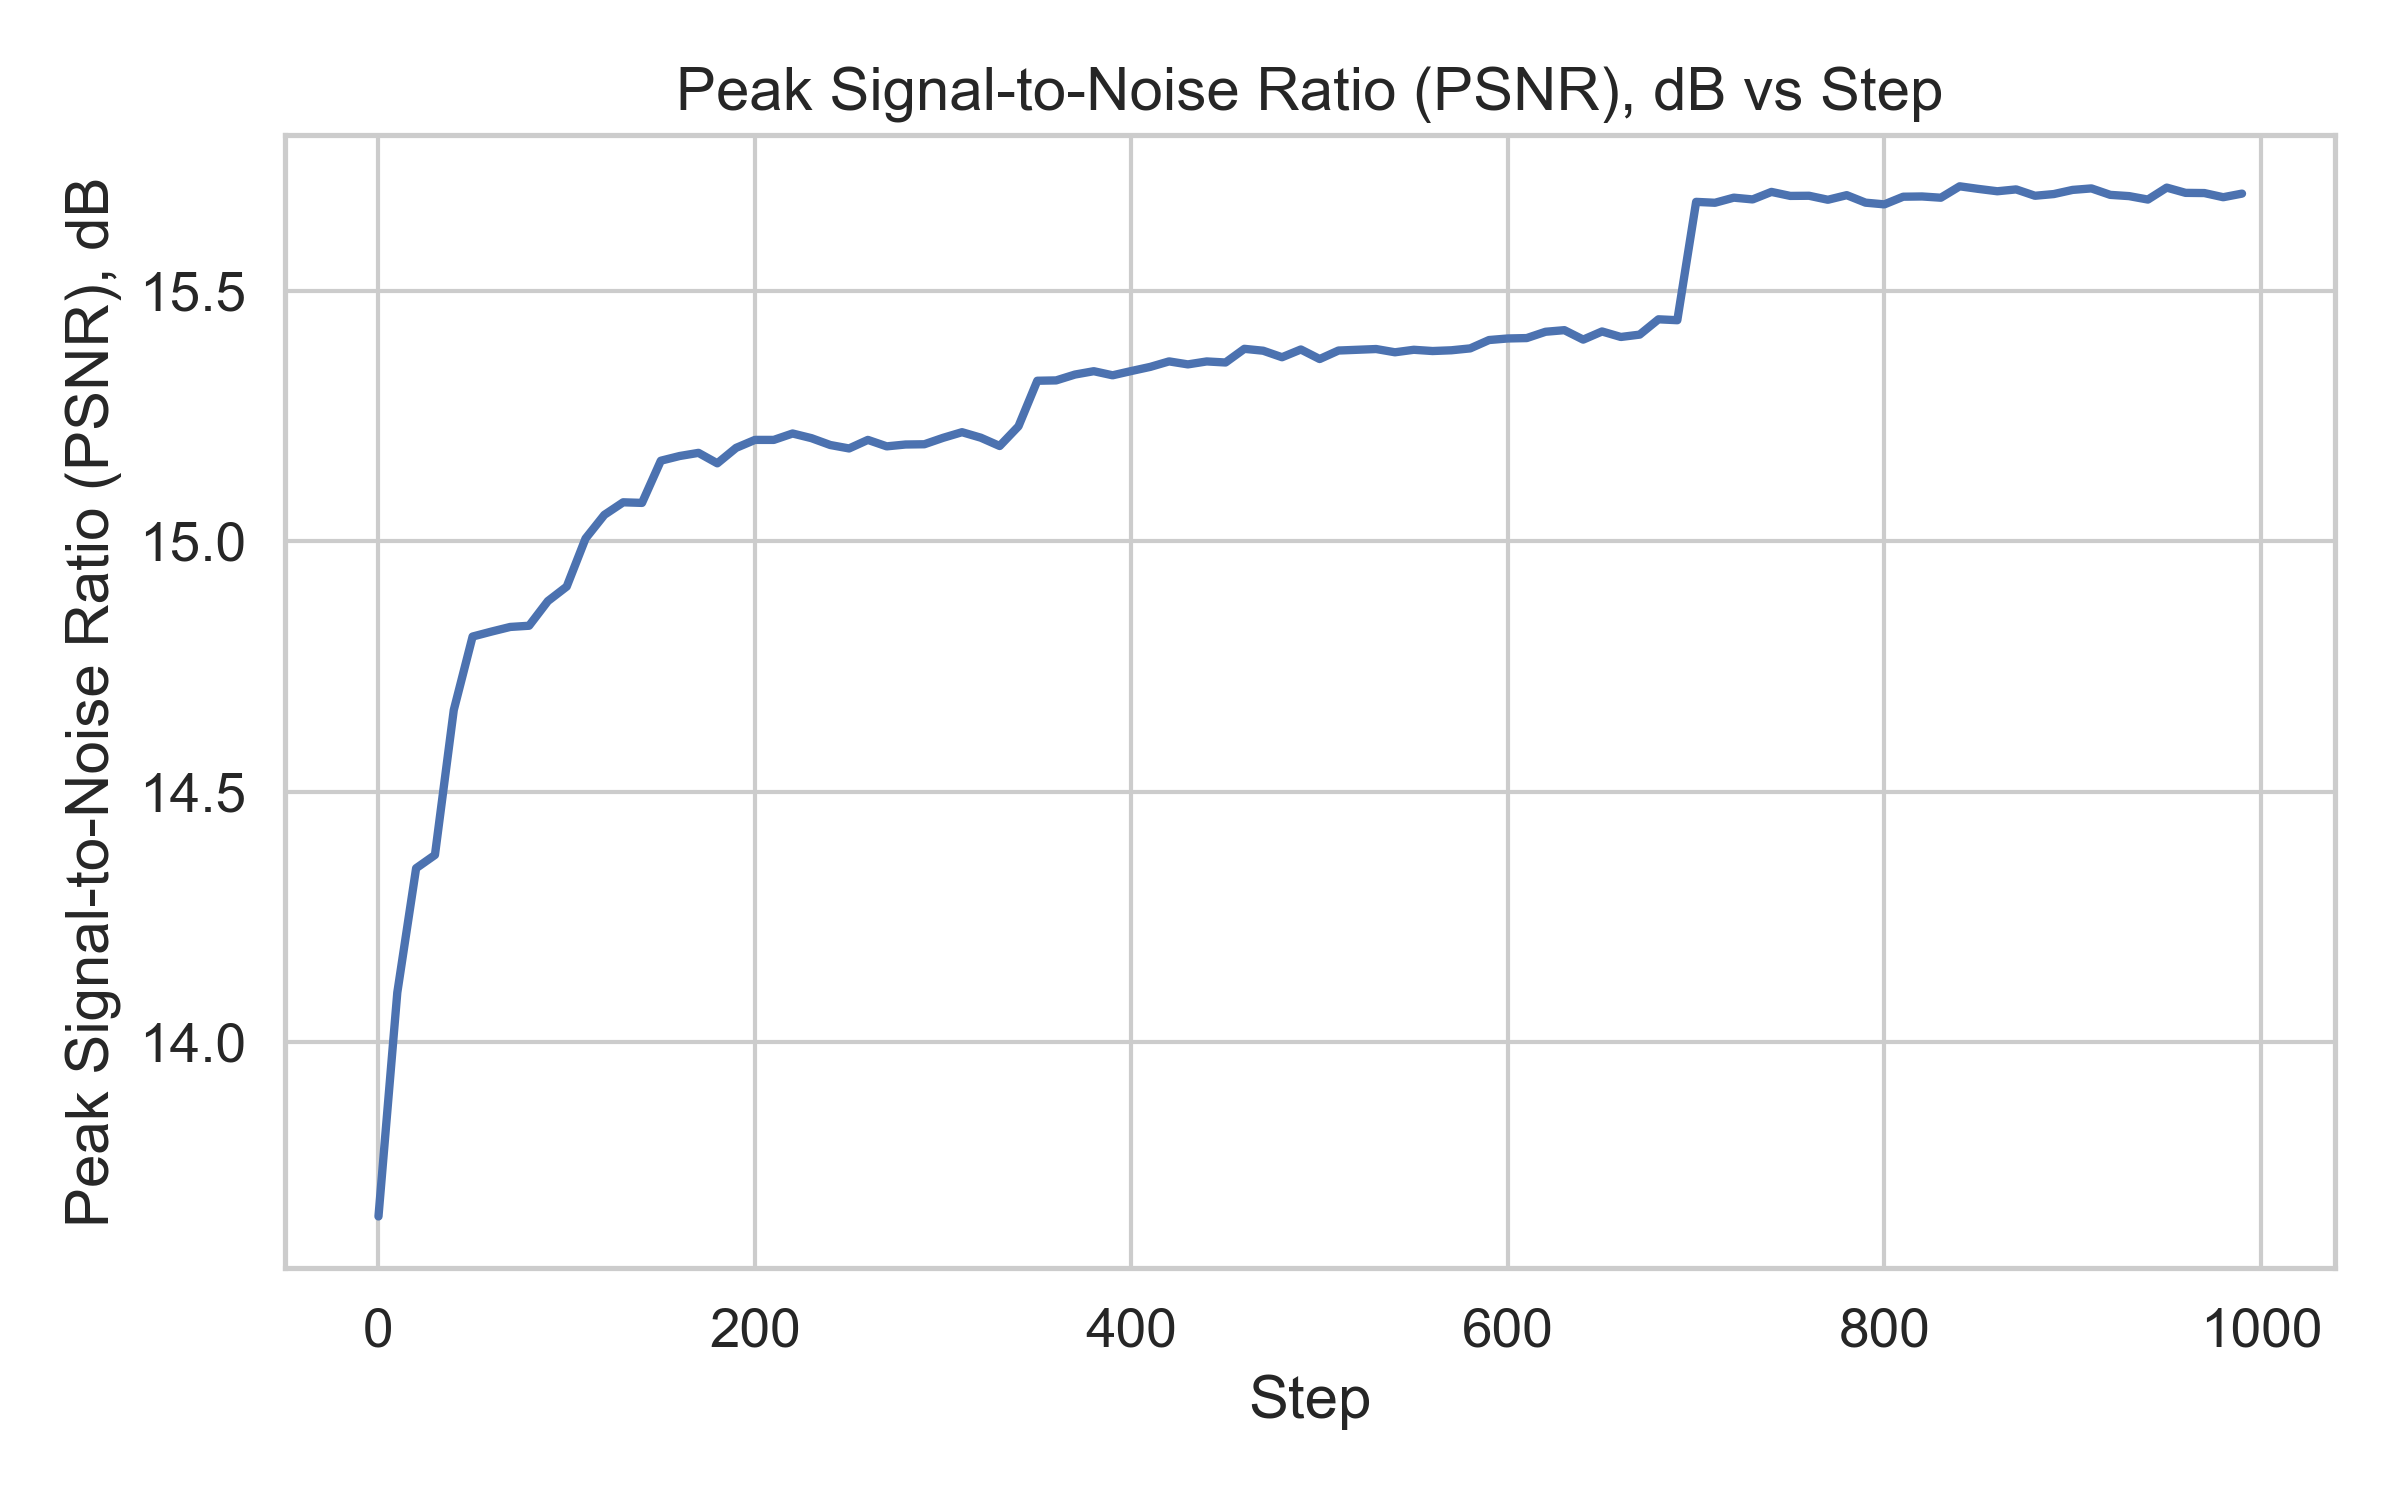 Peak Signal-to-Noise Ratio (PSNR), dB vs Step
Peak Signal-to-Noise Ratio (PSNR), dB
15.5
15.0
14.5
14.0
0 200 400 600 800 1000
Step